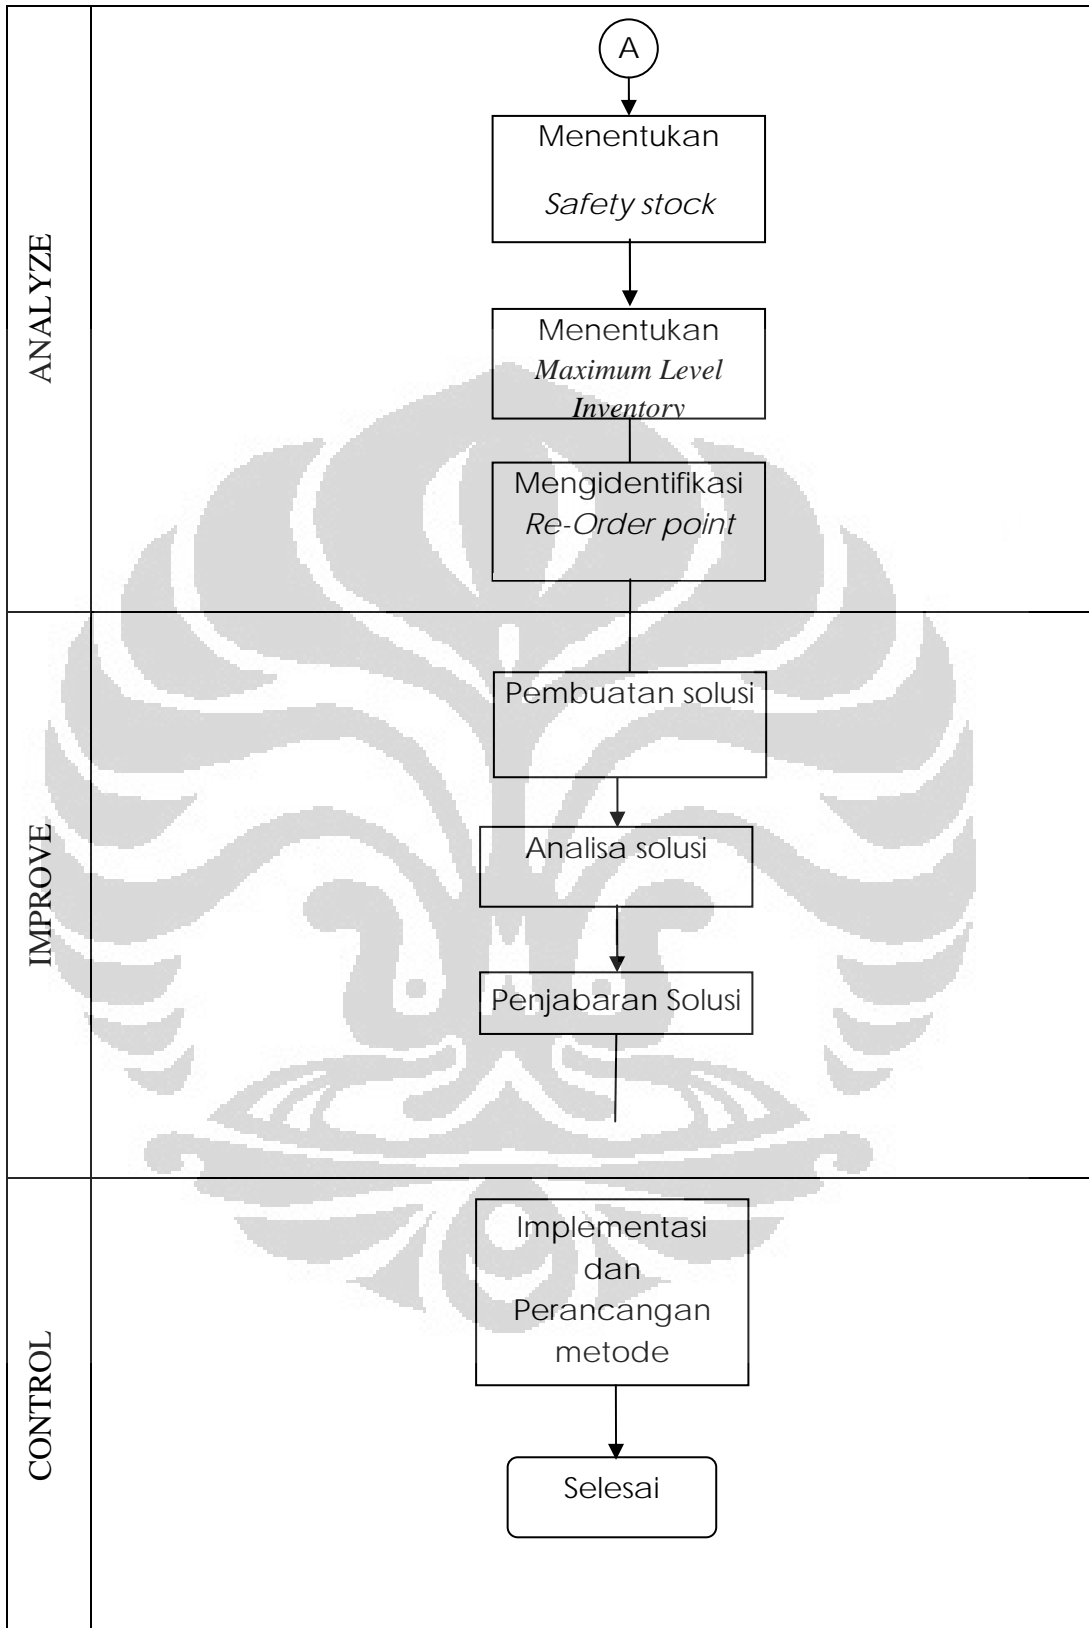 ANALYZE
A
Menentukan
Safety stock
Menentukan
Maximum Level
Inventory
Mengidentifikasi
Re-Order point
IMPROVE
Pembuatan solusi
Analisa solusi
Penjabaran Solusi
CONTROL
Implementasi
dan
Perancangan
metode
Selesai